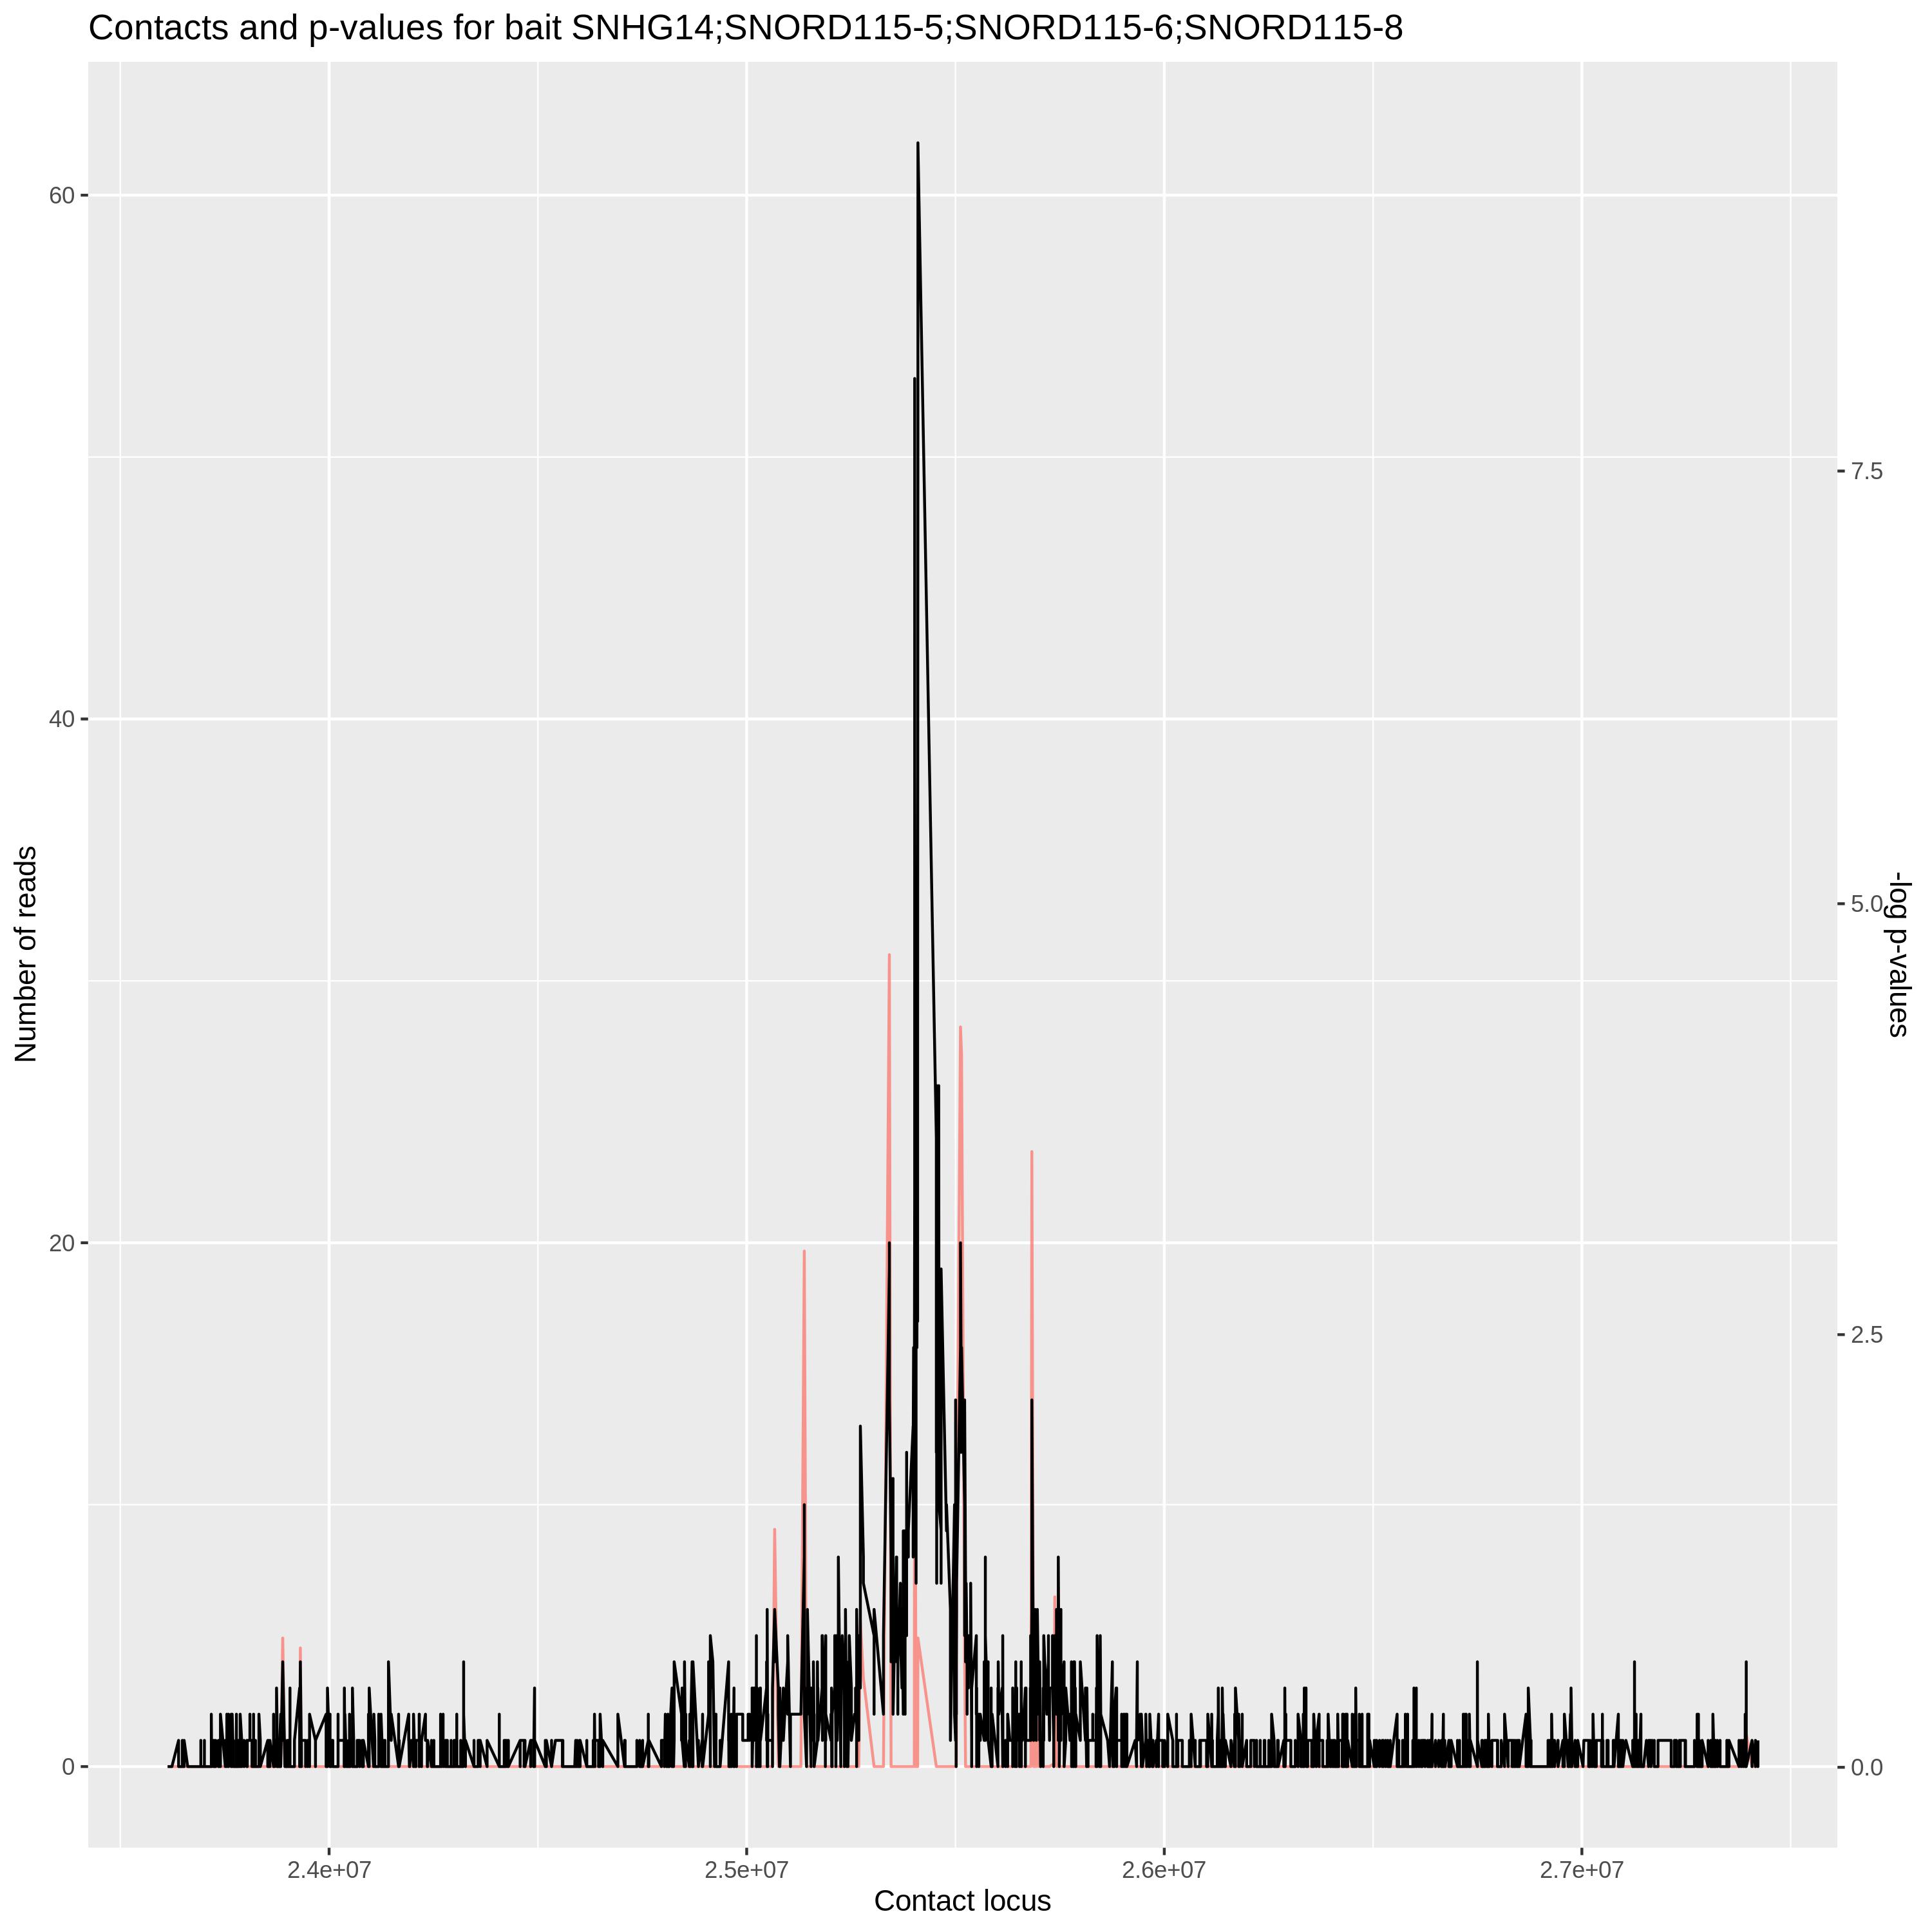 Contacts and p-values for bait SNHG14;SNORD115-5;SNORD115-6;SNORD115-8
60
40
20
0
Number of reads
7.5
5.0
2.5
0.0
-log p-values
2.4e+07
2.5e+07
2.6e+07
2.7e+07
Contact locus